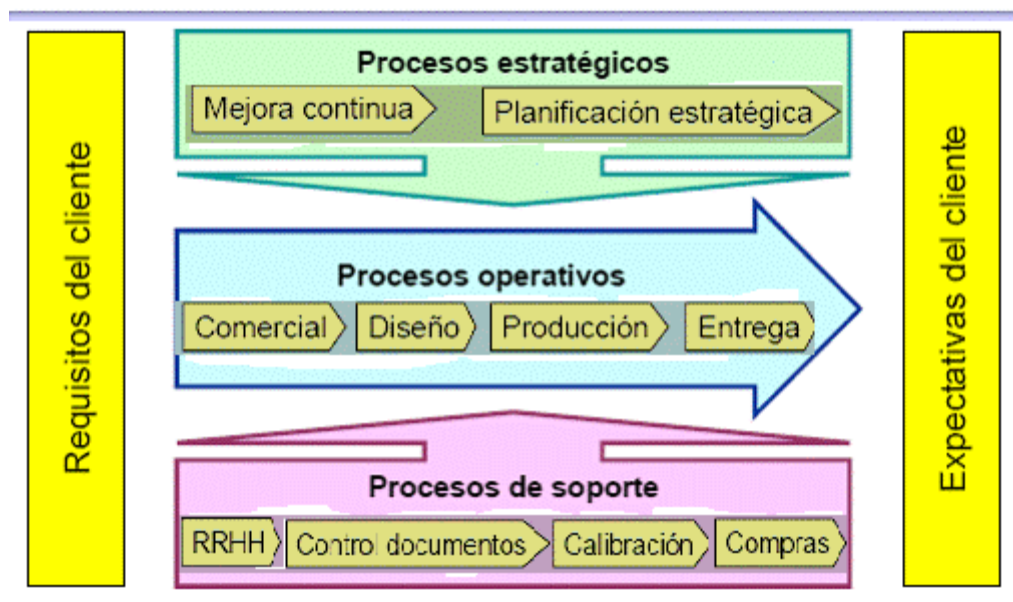 Requisitos del cliente
Procesos estratégicos
Mejora continua
Planificación estratégica
Procesos operativos
Comercial
Diseño
Producción
Entrega
Procesos de soporte
RRHH
Control documentos
Calibración
Compras
Expectativas del cliente